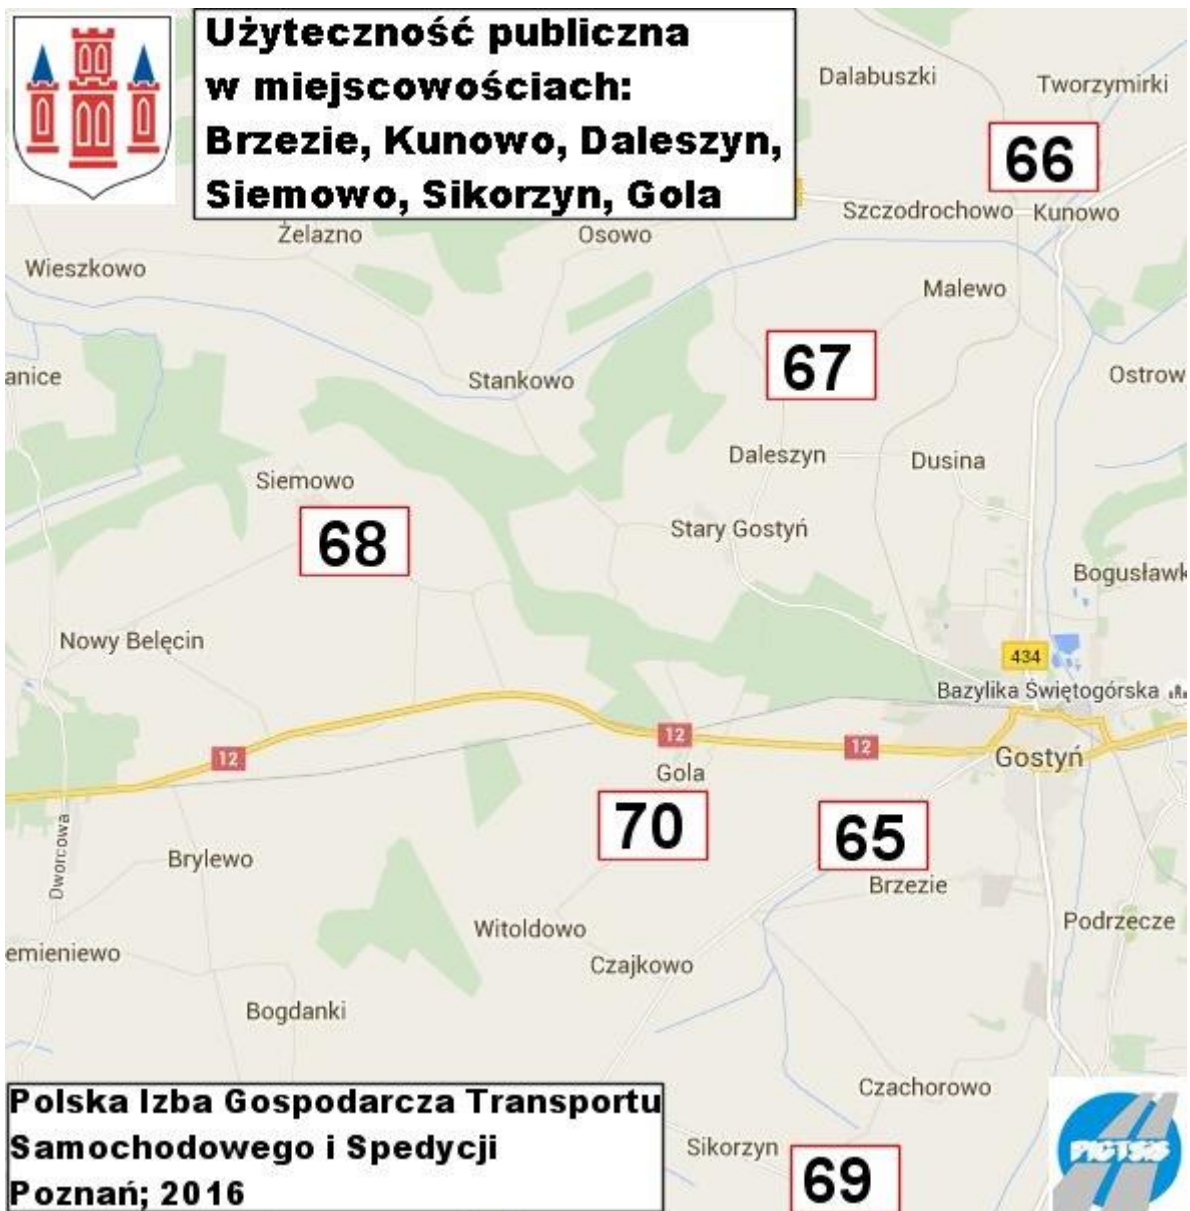 Użyteczność publiczna
w miejscowościach:
Brzezie, Kunowo, Daleszyn,
Siemowo, Sikorzyn, Gola
Dalabuszki
Tworzymirki
66
Szczodrochowo
Kunowo
Żelazno
Osowo
Wieszkowo
Malewo
67
anice
Stankowo
Ostrow
Daleszyn
Dusina
Siemowo
68
Stary Gostyń
Bogusławk
Nowy Belęcin
434
Bazylika Świętogórska
12
12
12
Gostyń
Gola
70
65
Dworcowa
Brylewo
Brzezie
Witoldowo
Podrzecze
emieniewo
Czajkowo
Bogdanki
Czachorowo
Sikorzyn
69
Polska Izba Gospodarcza Transportu
Samochodowego i Spedycji
Poznań; 2016
PIGTSiS